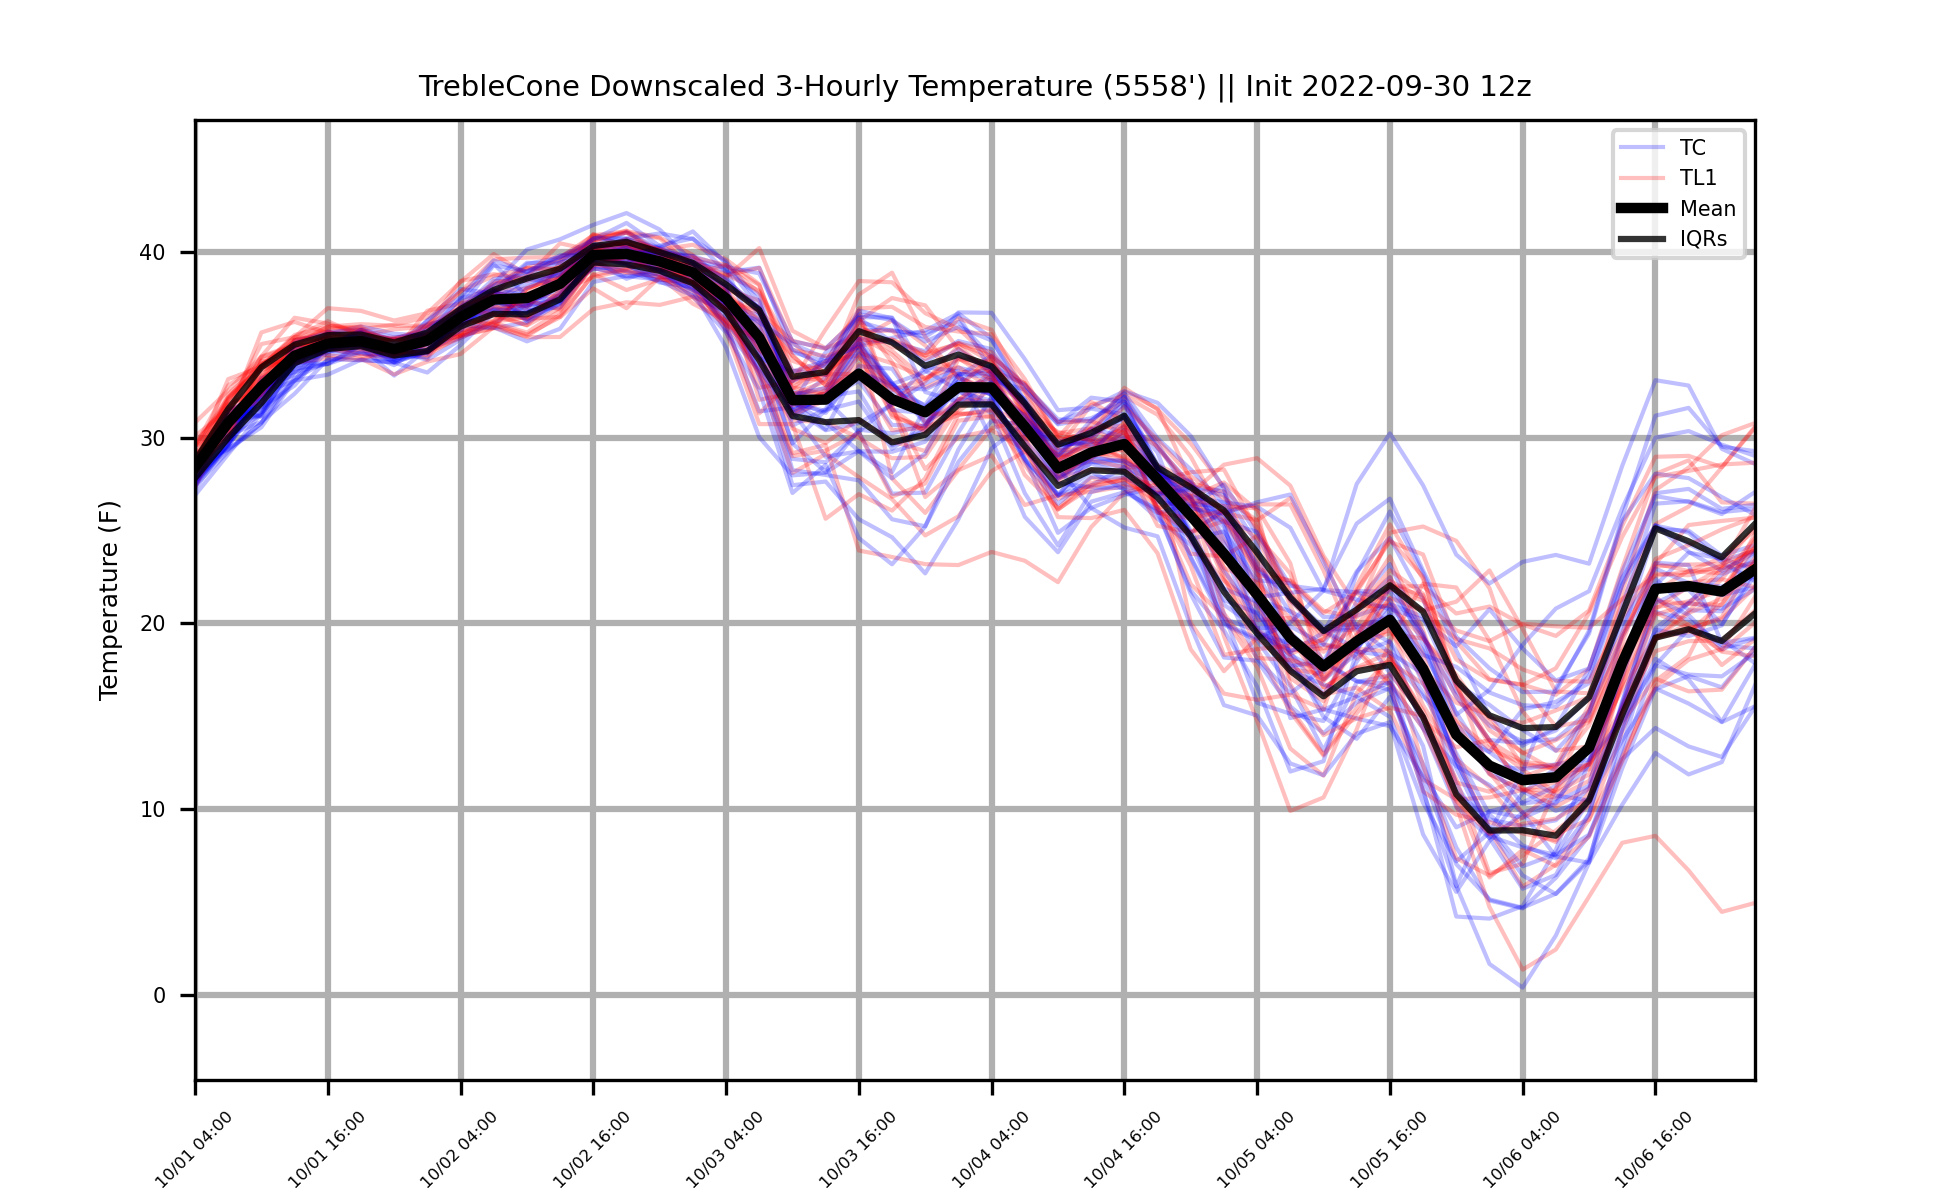 TrebleCone Downscaled 3-Hourly Temperature (5558') || Init 2022-09-30 12z
TC
TL1
Mean
IQRs
Temperature (F)
40
30
20
10
0
10/01 04:00
10/01 16:00
10/02 04:00
10/02 16:00
10/03 04:00
10/03 16:00
10/04 04:00
10/04 16:00
10/05 04:00
10/05 16:00
10/06 04:00
10/06 16:00